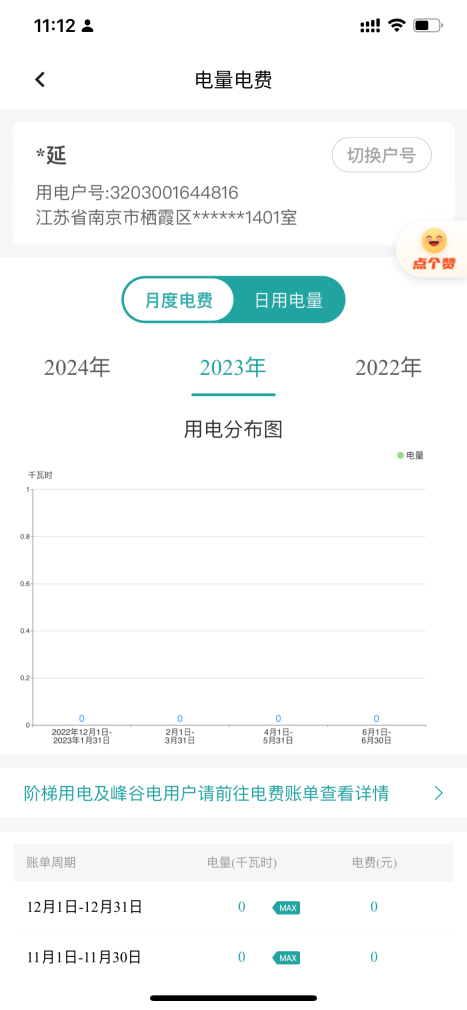 11:12
电量电费
*延
切换户号
用电户号:3203001644816
江苏省南京市栖霞区******1401室
点个赞
月度电费
日用电量
2024年
2023年
2022年
用电分布图
电量
千瓦时
1
0.8
0.6
0.4
0.2
0
0
0
0
0
2022年12月1日-
2023年1月31日
2月1日-
3月31日
4月1日-
5月31日
6月1日-
6月30日
阶梯用电及峰谷电用户请前往电费账单查看详情
账单周期
电量(千瓦时)
电费(元)
12月1日-12月31日
0
MAX
0
11月1日-11月30日
0
MAX
0